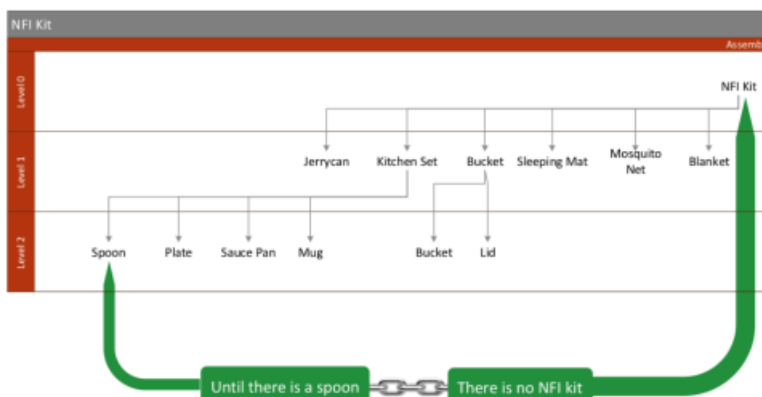 NFI Kit
Assemb
Level 0
NFI Kit
Level 1
Jerrycan
Kitchen Set
Bucket
Sleeping Mat
Mosquito
Net
Blanket
Level 2
Spoon
Plate
Sauce Pan
Mug
Bucket
Lid
Until there is a spoon
There is no NFI kit